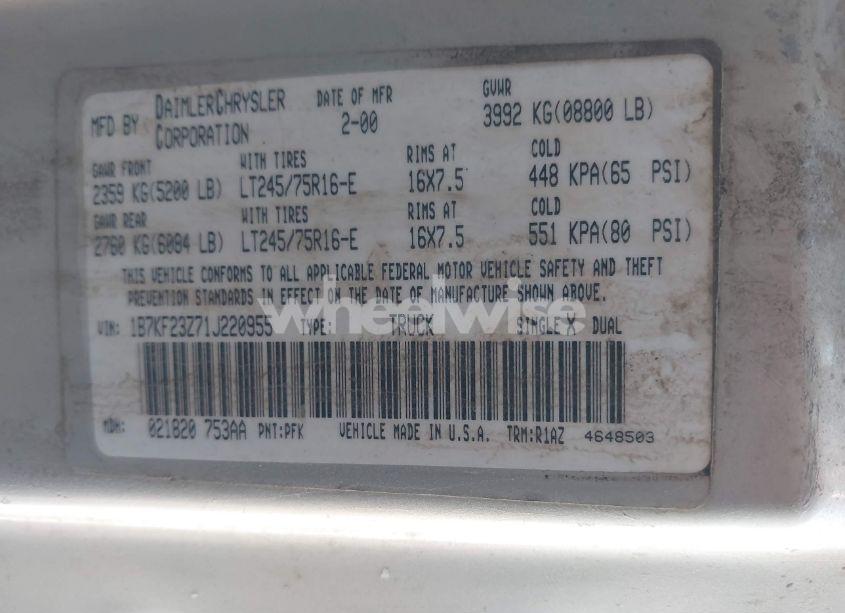 MFD BY DAIMLERCHRYSLER CORPORATION DATE OF MFR 2-00 GVWR 3992 KG(08800 LB)
GAWR FRONT WITH TIRES RIMS AT COLD
2359 KG(5200 LB) LT245/75R16-E 16X7.5 448 KPA(65 PSI)
GAWR REAR WITH TIRES RIMS AT COLD
2760 KG(6084 LB) LT245/75R16-E 16X7.5 551 KPA(80 PSI)
THIS VEHICLE CONFORMS TO ALL APPLICABLE FEDERAL MOTOR VEHICLE SAFETY AND THEFT
PREVENTION STANDARDS IN EFFECT ON THE DATE OF MANUFACTURE SHOWN ABOVE.
wheelwise
VIN: 1B7KF23Z71J220955 TYPE: TRUCK SINGLE X DUAL
MDH: 021820 753AA PNT:PFK VEHICLE MADE IN U.S.A. TRM:R1AZ 4648503